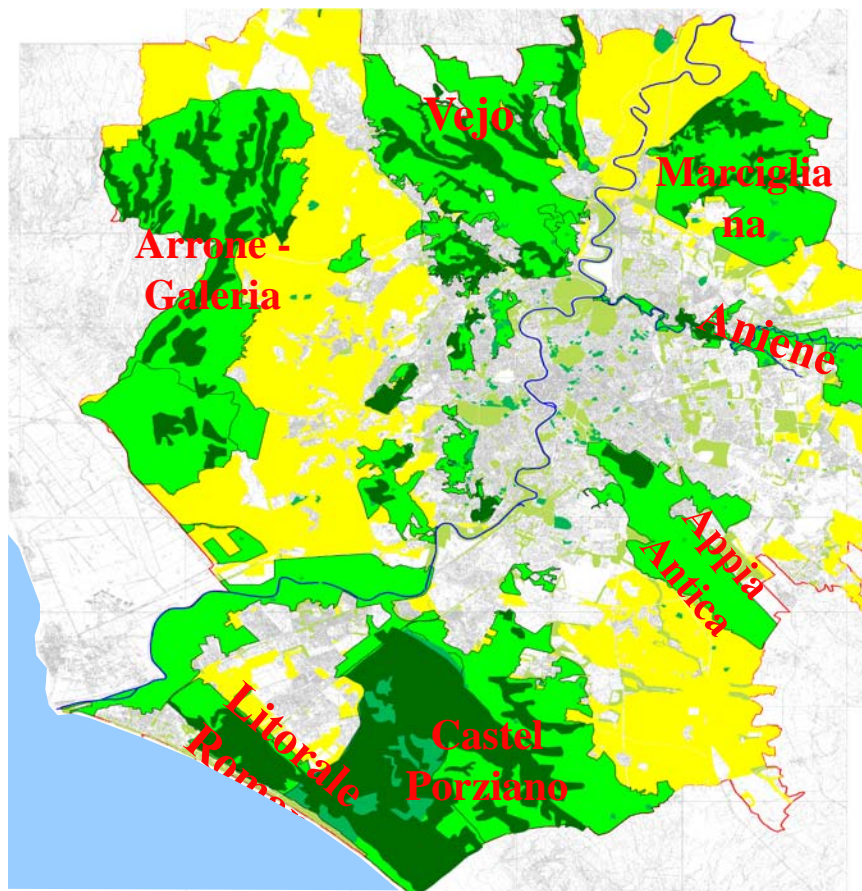 Vejo
Marciglia
na
Arrone -
Galeria
Aniene
Appia
Antica
Litorale
Castel
Porziano